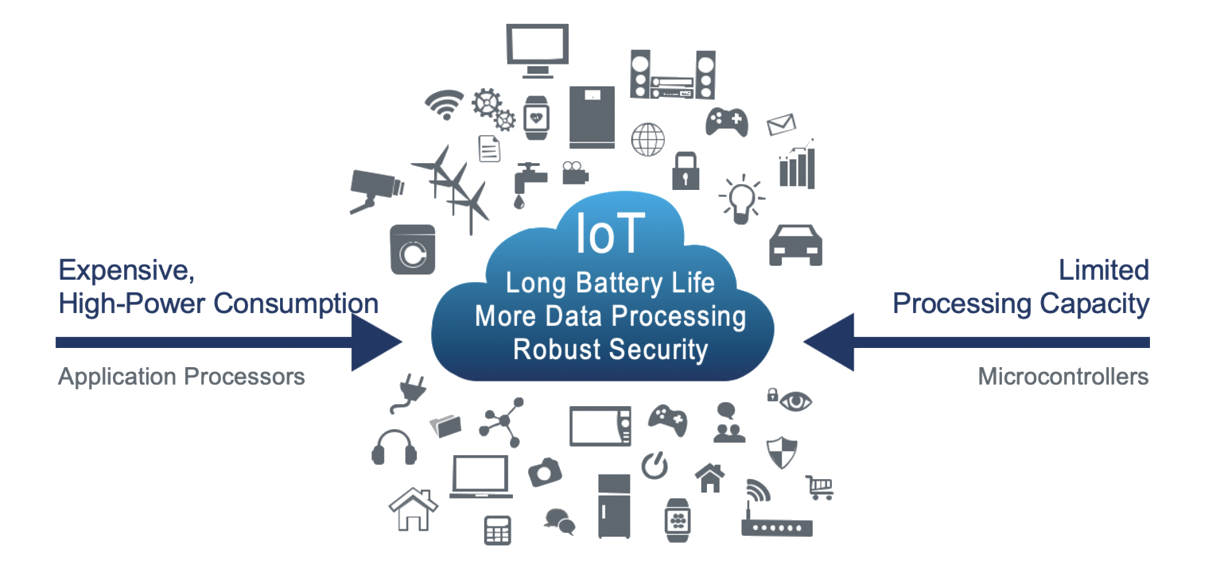 IoT
Long Battery Life
More Data Processing
Robust Security
Expensive,
High-Power Consumption
Application Processors
Limited
Processing Capacity
Microcontrollers